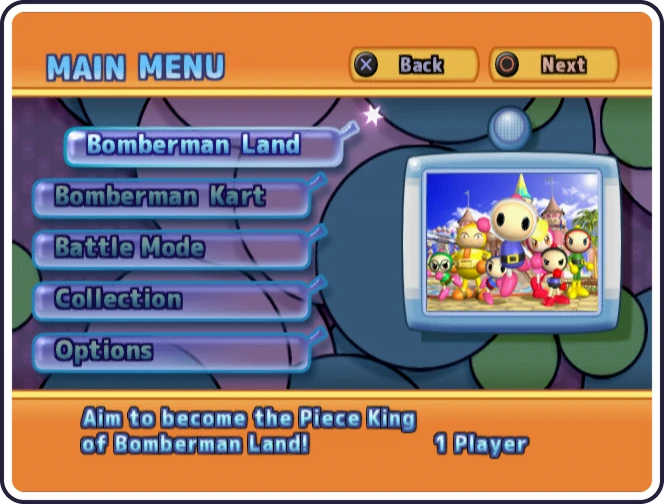 MAIN MENU
Back
Next
Bomberman Land
Bomberman Kart
Battle Mode
Collection
Options
Aim to become the Piece King
of Bomberman Land!
1 Player